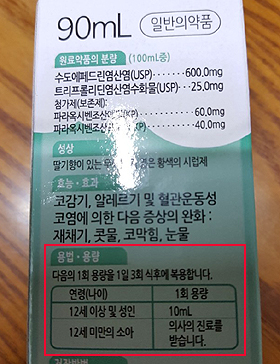 90mL 일반의약품
원료약품의 분량 (100mL중)
수도에페드린염산염(USP)......600.0mg
트리프롤리딘염산염수화물(USP)....25.0mg
첨가제(보존제):
파라옥시벤조산 60.0mg
파라옥시벤조산 40.0mg
성상
딸기향이 있는 황색의 시럽제
효능·효과
코감기, 알레르기 및 혈관운동성
코염에 의한 다음 증상의 완화 :
재채기, 콧물, 코막힘, 눈물
용법·용량
다음의 1회 용량을 1일 3회 식후에 복용합니다.
연령(나이) 1회 용량
12세 이상 및 성인 10mL
12세 미만의 소아 의사의 진료를
받습니다.